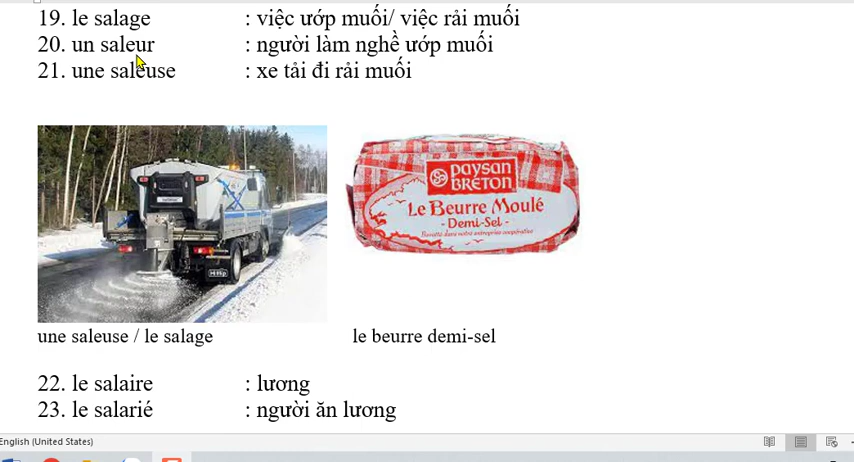 19. le salage : việc ướp muối/ việc rải muối
20. un saleur : người làm nghề ướp muối
21. une saleuse : xe tải đi rải muối
paysan
BRETON
Le Beurre Moulé
- Demi-Sel -
une saleuse / le salage le beurre demi-sel
22. le salaire : lương
23. le salarié : người ăn lương
English (United States)